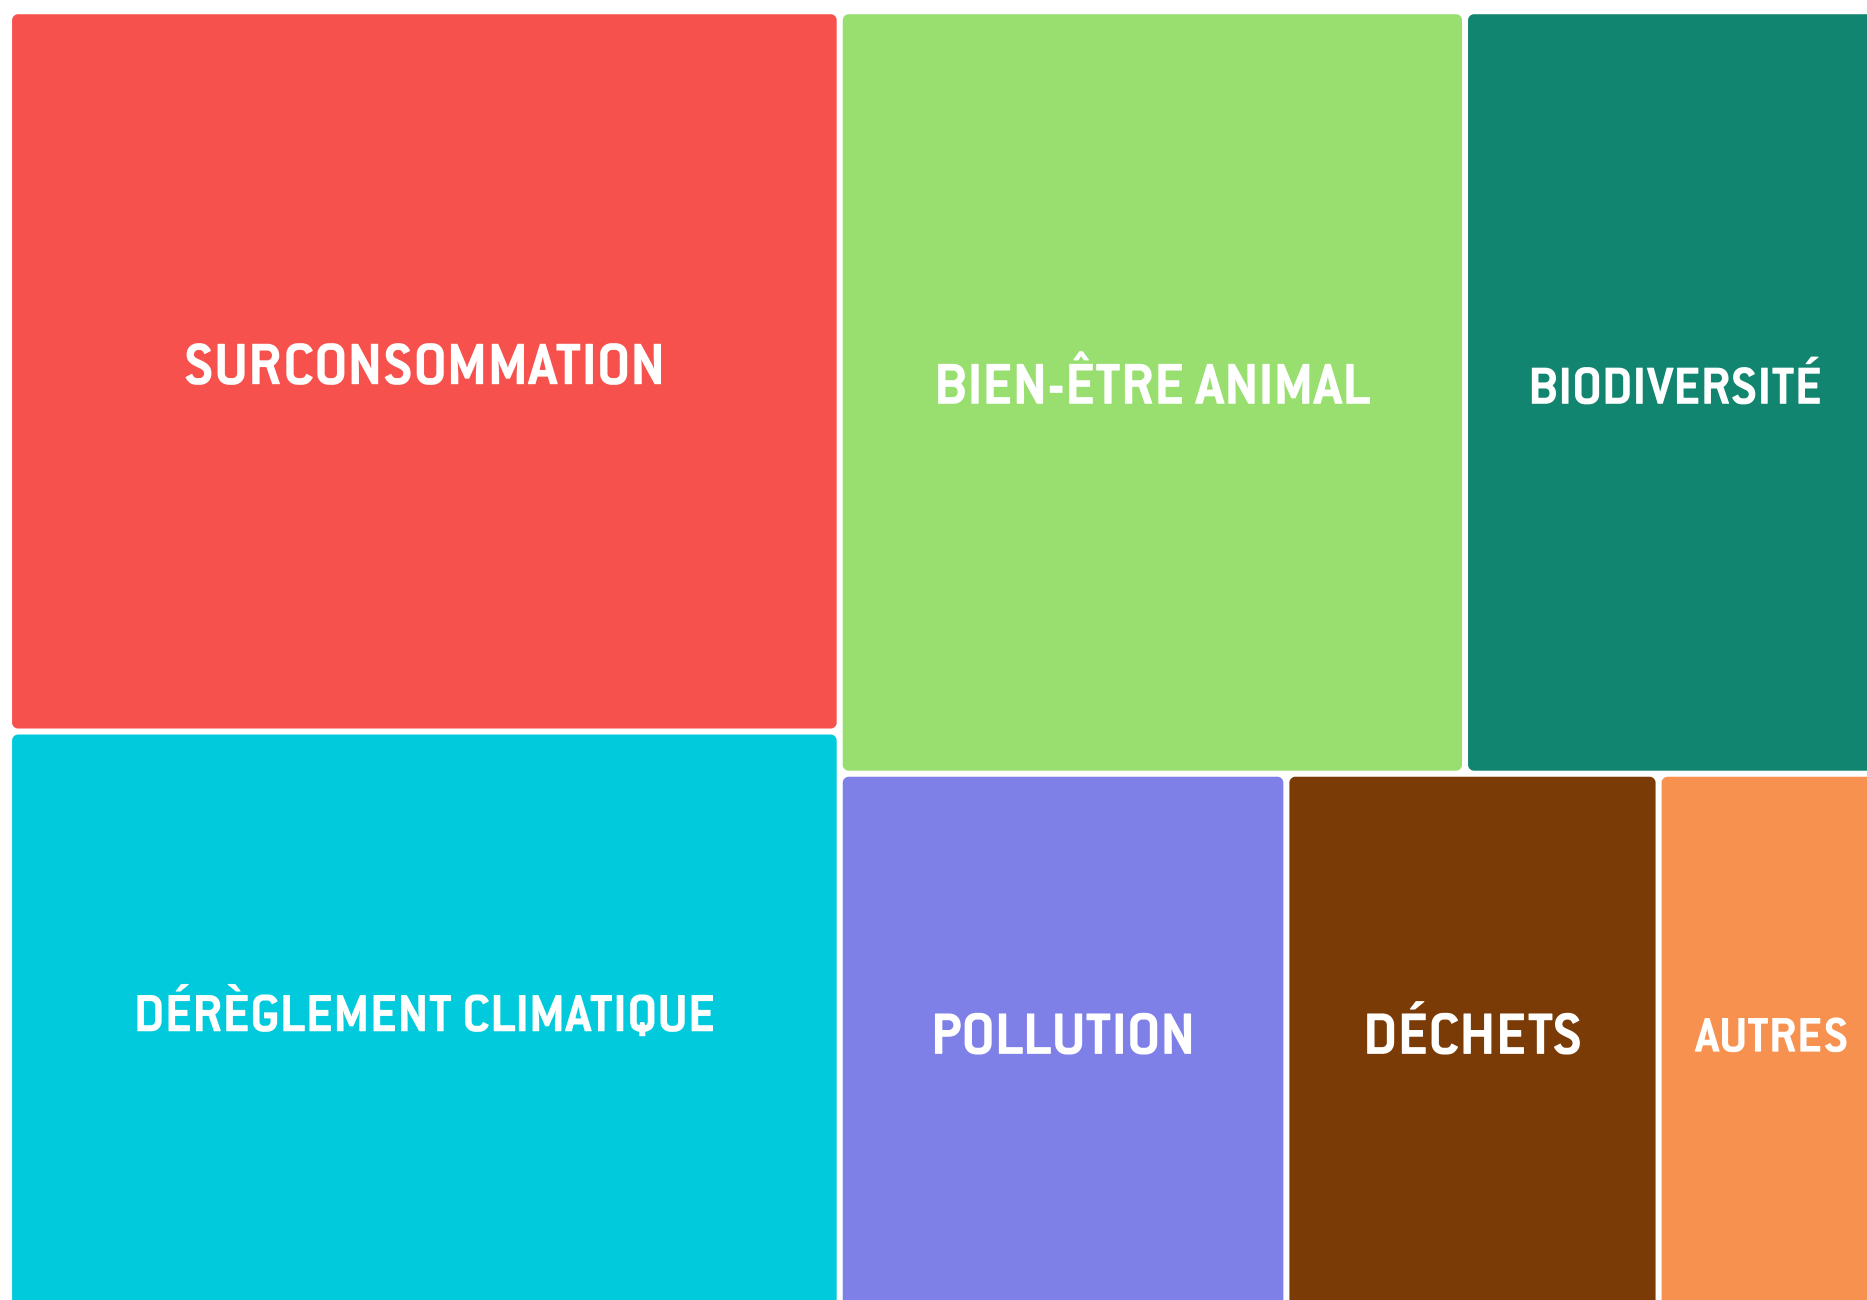 SURCONSOMMATION
BIEN-ÊTRE ANIMAL
BIODIVERSITÉ
DÉRÈGLEMENT CLIMATIQUE
POLLUTION
DÉCHETS
AUTRES